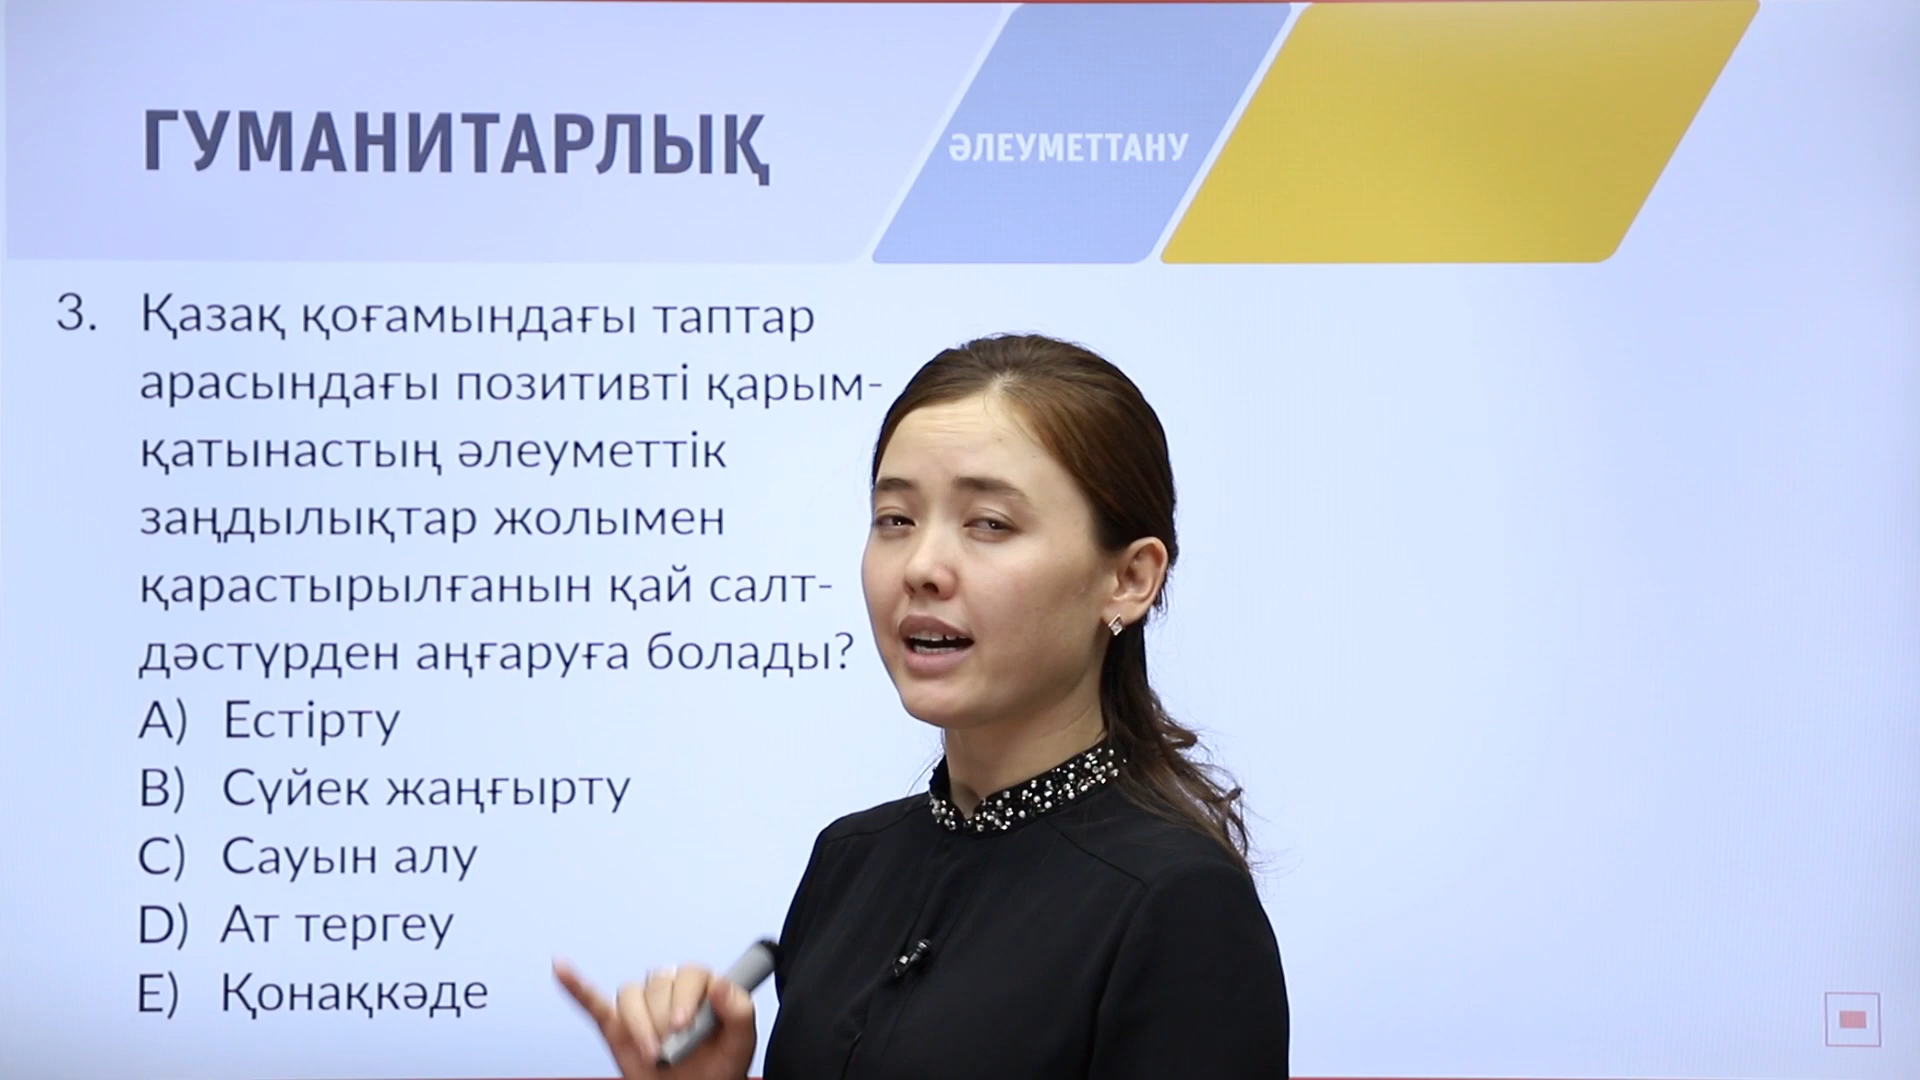 ГУМАНИТАРЛЫҚ
ӘЛЕУМЕТТАНУ
3. Қазақ қоғамындағы таптар
арасындағы позитивті қарым-
қатынастың әлеуметтік
заңдылықтар жолымен
қарастырылғанын қай салт-
дәстүрден аңғаруға болады?
A) Естірту
B) Сүйек жаңғырту
C) Сауын алу
D) Ат тергеу
E) Қонақкәде